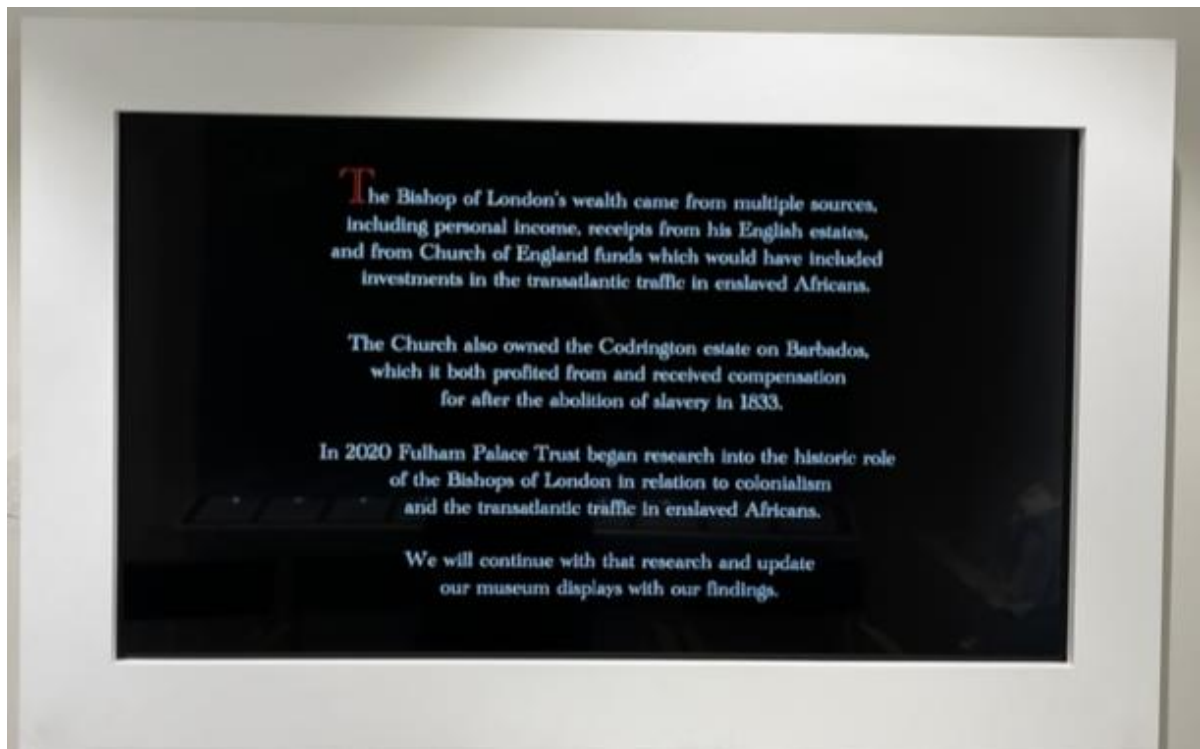 The Bishop of London's wealth came from multiple sources,
including personal income, receipts from his English estates,
and from Church of England funds which would have included
investments in the transatlantic traffic in enslaved Africans.
The Church also owned the Codrington estate on Barbados,
which it both profited from and received compensation
for after the abolition of slavery in 1833.
In 2020 Fulham Palace Trust began research into the historic role
of the Bishops of London in relation to colonialism
and the transatlantic traffic in enslaved Africans.
We will continue with that research and update
our museum displays with our findings.